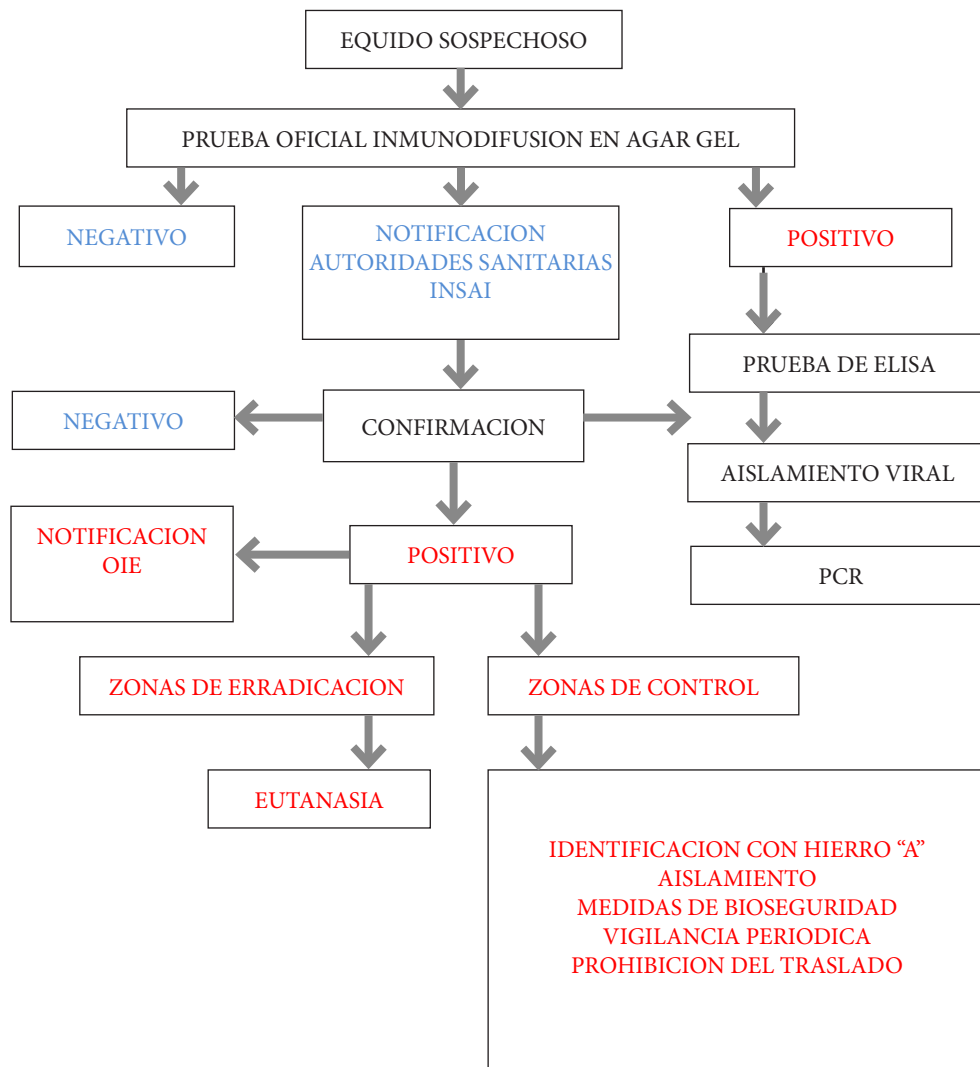 EQUIDO SOSPECHOSO
PRUEBA OFICIAL INMUNODIFUSION EN AGAR GEL
NEGATIVO
NOTIFICACION
AUTORIDADES SANITARIAS
INSAI
POSITIVO
PRUEBA DE ELISA
NEGATIVO
CONFIRMACION
AISLAMIENTO VIRAL
NOTIFICACION
OIE
POSITIVO
PCR
ZONAS DE ERRADICACION
ZONAS DE CONTROL
EUTANASIA
IDENTIFICACION CON HIERRO “A”
AISLAMIENTO
MEDIDAS DE BIOSEGURIDAD
VIGILANCIA PERIODICA
PROHIBICION DEL TRASLADO